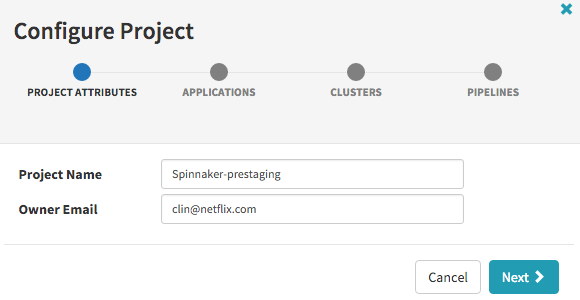 Configure Project
PROJECT ATTRIBUTES APPLICATIONS CLUSTERS PIPELINES
Project Name Spinnaker-prestaging
Owner Email clin@netflix.com
Cancel Next